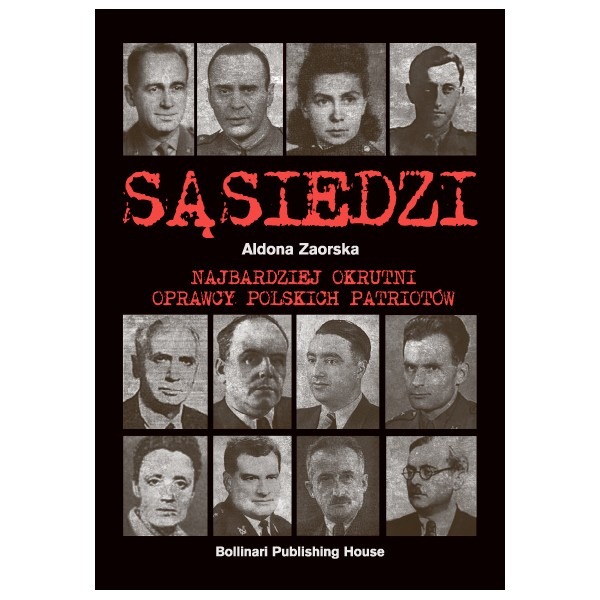 SĄSIEDZI
Aldona Zaorska
NAJBARDZIEJ OKRUTNI
OPRAWCY POLSKICH PATRIOTÓW
Bollinari Publishing House